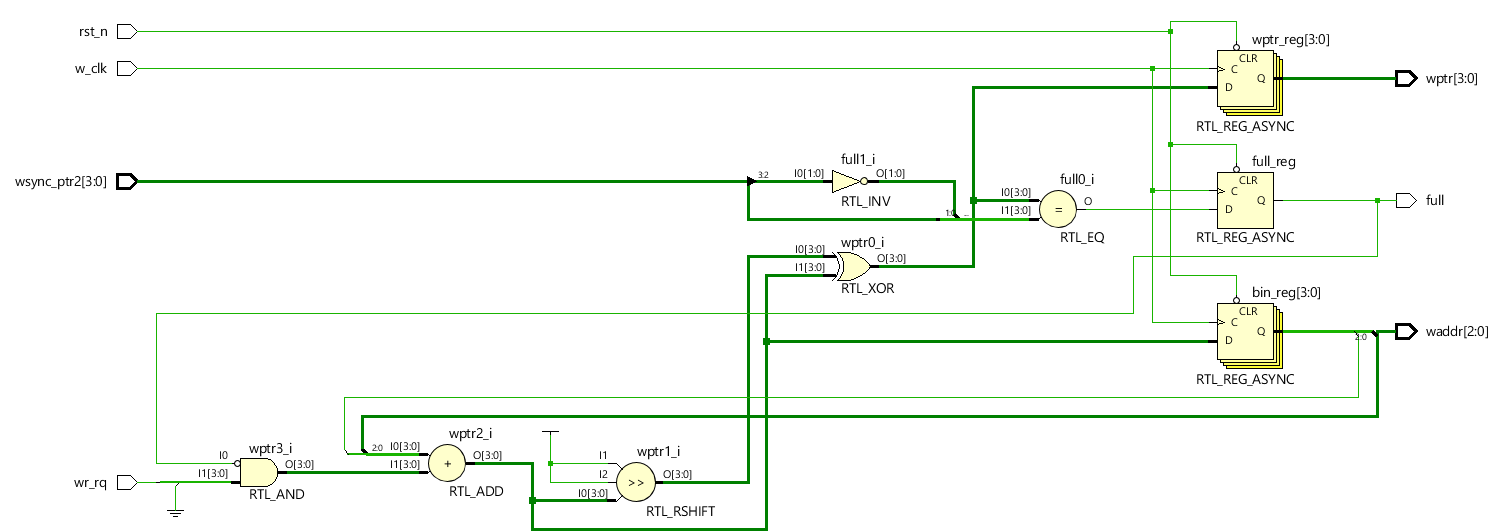 rst_n
wptr_reg[3:0]
CLR
w_clk
C
Q
wptr[3:0]
D
RTL_REG_ASYNC
full1_i
full_reg
CLR
wsync_ptr2[3:0]
3:2
I0[1:0]
O[1:0]
full0_i
C
RTL_INV
I0[3:0]
O
Q
full
1:0
I1[3:0]
=
D
RTL_EQ
RTL_REG_ASYNC
wptr0_i
I0[3:0]
O[3:0]
I1[3:0]
RTL_XOR
bin_reg[3:0]
CLR
C
Q
waddr[2:0]
2:0
D
RTL_REG_ASYNC
wptr3_i
wptr2_i
wptr1_i
2:0
I0[3:0]
O[3:0]
I0
I1[3:0]
+
I1
O[3:0]
I1[3:0]
I2
>>
O[3:0]
wr_rq
RTL_AND
RTL_ADD
I0[3:0]
RTL_RSHIFT